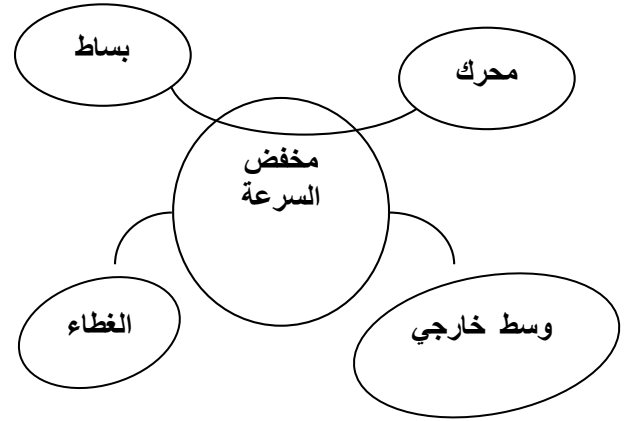 بساط
محرك
مخفض
السرعة
الغطاء
وسط خارجي